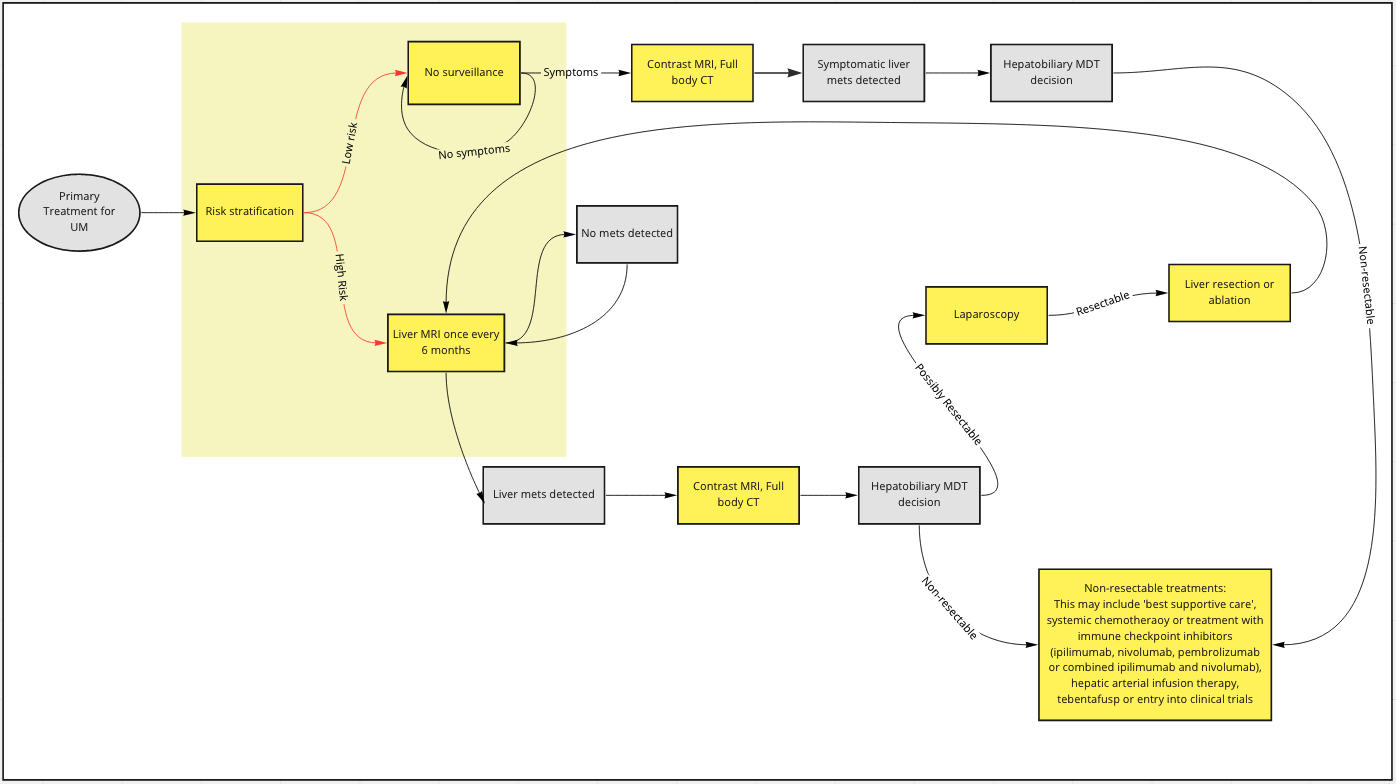 Primary
Treatment for
UM
Risk stratification
Low risk
High Risk
No surveillance
No symptoms
Symptoms
Contrast MRI, Full
body CT
Symptomatic liver
mets detected
Hepatobiliary MDT
decision
Non-resectable
Liver MRI once every
6 months
No mets detected
Liver mets detected
Contrast MRI, Full
body CT
Hepatobiliary MDT
decision
Possibly Resectable
Laparoscopy
Resectable
Liver resection or
ablation
Non-resectable
Non-resectable treatments:
This may include 'best supportive care',
systemic chemotheraoy or treatment with
immune checkpoint inhibitors
(ipilimumab, nivolumab, pembrolizumab
or combined ipilimumab and nivolumab),
hepatic arterial infusion therapy,
tebentafusp or entry into clinical trials